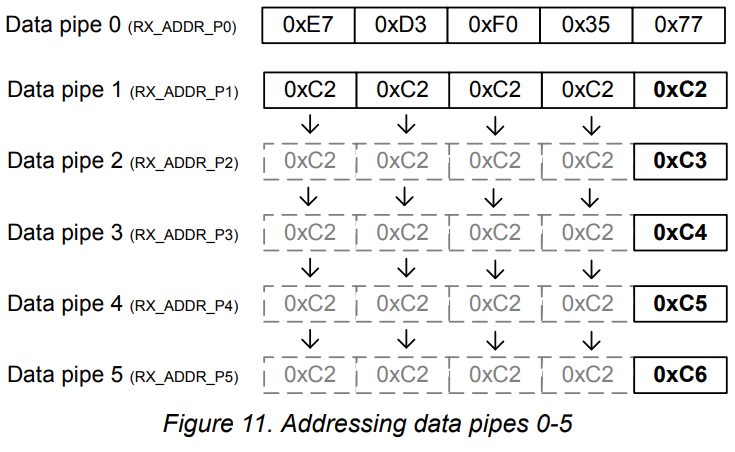 Data pipe 0 (RX_ADDR_P0) 0xE7 0xD3 0xF0 0x35 0x77
Data pipe 1 (RX_ADDR_P1) 0xC2 0xC2 0xC2 0xC2 0xC2
Data pipe 2 (RX_ADDR_P2) 0xC2 0xC2 0xC2 0xC2 0xC3
Data pipe 3 (RX_ADDR_P3) 0xC2 0xC2 0xC2 0xC2 0xC4
Data pipe 4 (RX_ADDR_P4) 0xC2 0xC2 0xC2 0xC2 0xC5
Data pipe 5 (RX_ADDR_P5) 0xC2 0xC2 0xC2 0xC2 0xC6
Figure 11. Addressing data pipes 0-5